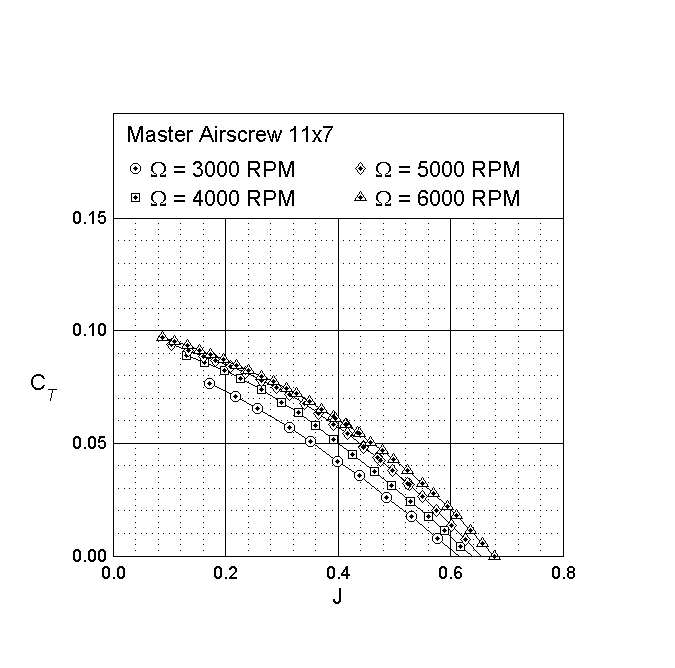 Master Airscrew 11x7
Ω = 3000 RPM Ω = 5000 RPM
Ω = 4000 RPM Ω = 6000 RPM
0.15
0.10
C_T
0.05
0.00
0.0 0.2 0.4 0.6 0.8
J